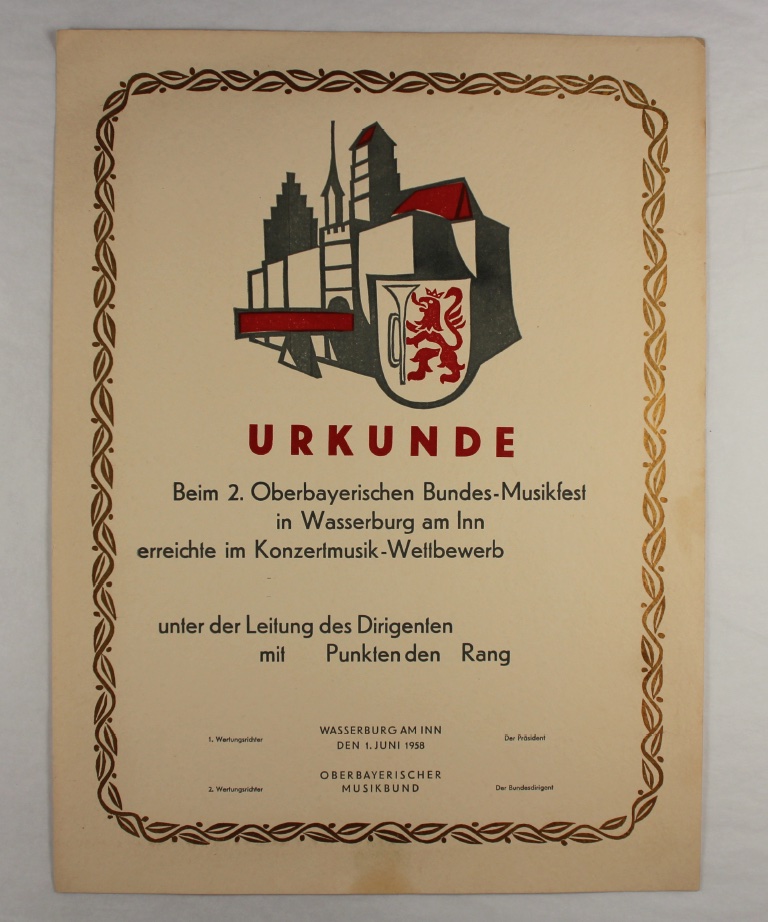 URKUNDE
Beim 2. Oberbayerischen Bundes-Musikfest
in Wasserburg am Inn
erreichte im Konzertmusik-Wettbewerb
unter der Leitung des Dirigenten
mit Punkten den Rang
1. Wertungsrichter
WASSERBURG AM INN
DEN 1. JUNI 1958
Der Präsident
2. Wertungsrichter
OBERBAYERISCHER
MUSIKBUND
Der Bundesdirigent